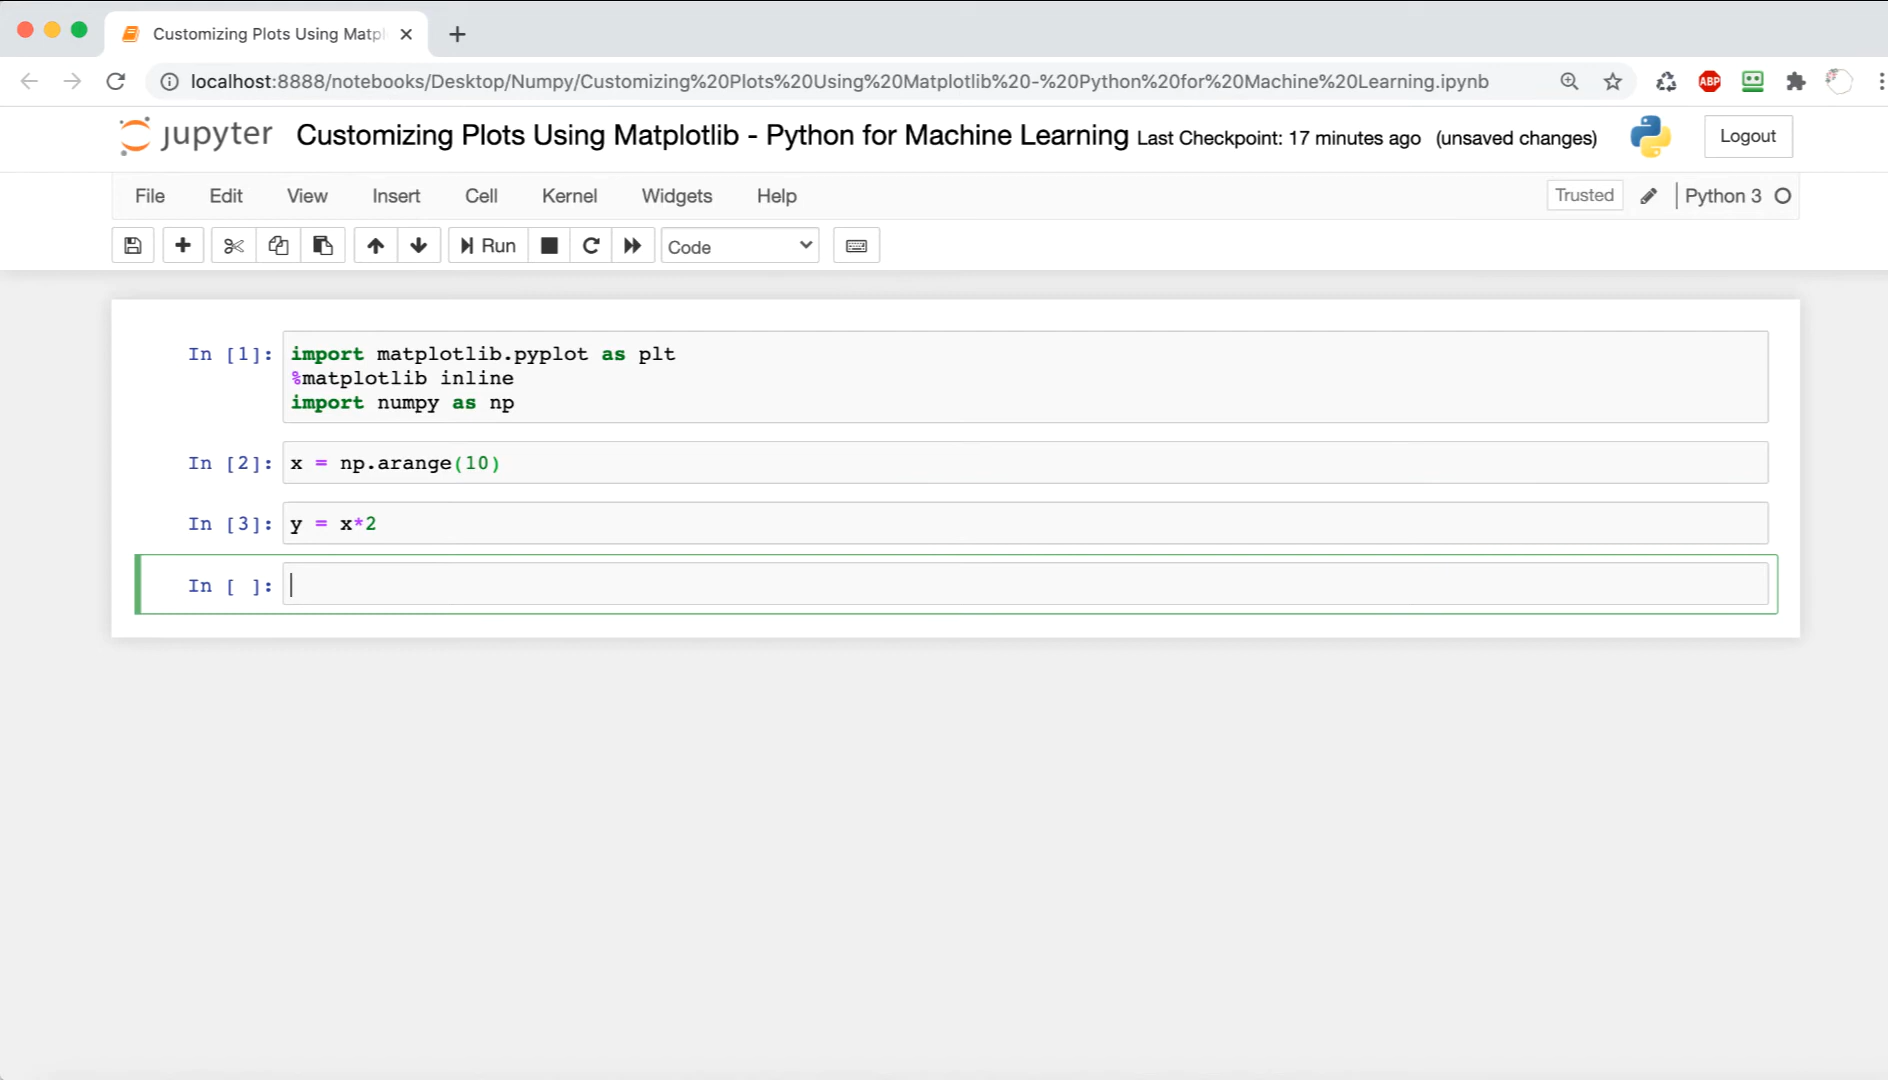 Customizing Plots Using Matpl
localhost:8888/notebooks/Desktop/Numpy/Customizing%20Plots%20Using%20Matplotlib%20-%20Python%20for%20Machine%20Learning.ipynb
ABP
jupyter Customizing Plots Using Matplotlib - Python for Machine Learning Last Checkpoint: 17 minutes ago (unsaved changes) Logout
File Edit View Insert Cell Kernel Widgets Help Trusted Python 3
Run Code
In [1]: import matplotlib.pyplot as plt
%matplotlib inline
import numpy as np
In [2]: x = np.arange(10)
In [3]: y = x*2
In [ ]: